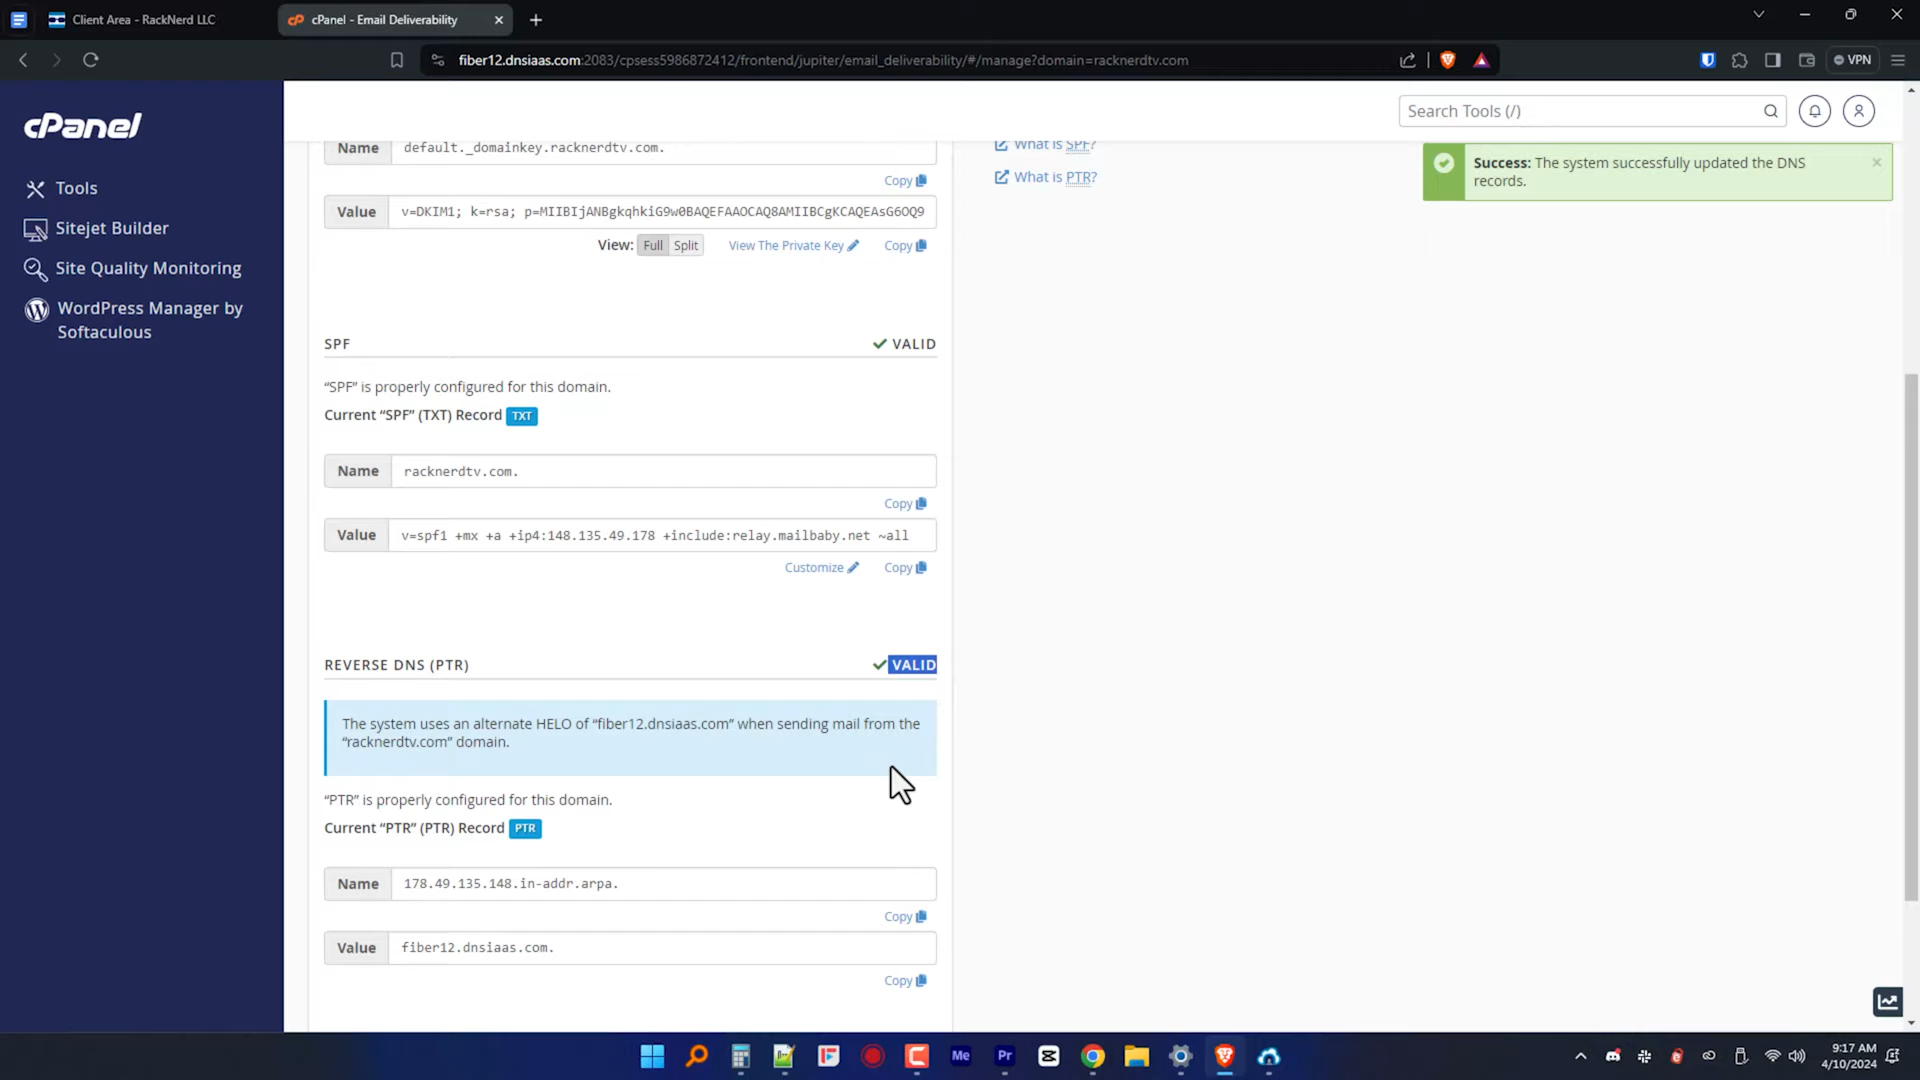 Client Area - RackNerd LLC
cPanel - Email Deliverability
fiber12.dnsiaas.com:2083/cpsess5986872412/frontend/jupiter/email_deliverability/#/manage?domain=racknerdtv.com
VPN
cPanel
Search Tools (/)
Tools
Sitejet Builder
Site Quality Monitoring
WordPress Manager by
Softaculous
Name default._domainkey.racknerdtv.com.
Copy
Value v=DKIM1; k=rsa; p=MIIBIjANBgkqhkiG9w0BAQEFAAOCAQ8AMIIBCgKCAQEAsG6OQ9
View: Full Split View The Private Key Copy
What is SPF?
What is PTR?
Success: The system successfully updated the DNS
records.
SPF VALID
“SPF” is properly configured for this domain.
Current “SPF” (TXT) Record TXT
Name racknerdtv.com.
Copy
Value v=spf1 +mx +a +ip4:148.135.49.178 +include:relay.mailbaby.net ~all
Customize Copy
REVERSE DNS (PTR) VALID
The system uses an alternate HELO of “fiber12.dnsiaas.com” when sending mail from the
“racknerdtv.com” domain.
“PTR” is properly configured for this domain.
Current “PTR” (PTR) Record PTR
Name 178.49.135.148.in-addr.arpa.
Copy
Value fiber12.dnsiaas.com.
Copy
Me
Pr
9:17 AM
4/10/2024